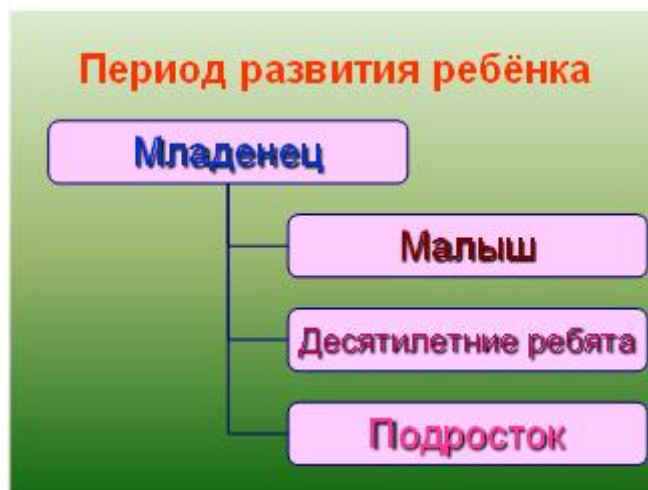 Период развития ребёнка
Младенец
Малыш
Десятилетние ребята
Подросток